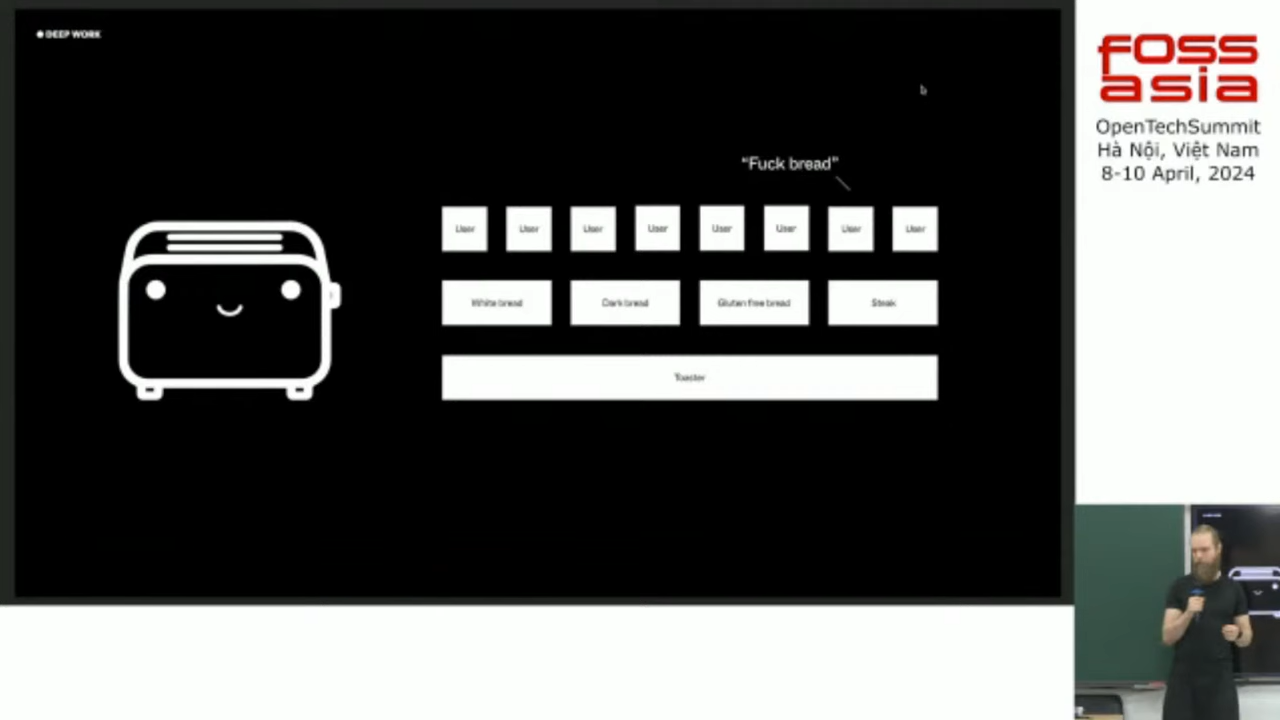 DEEP WORK
“Fuck bread”
User User User User User User User User
White bread Dark bread Gluten free bread Steak
Toaster
FOSS
asia
OpenTechSummit
Hà Nội, Việt Nam
8-10 April, 2024